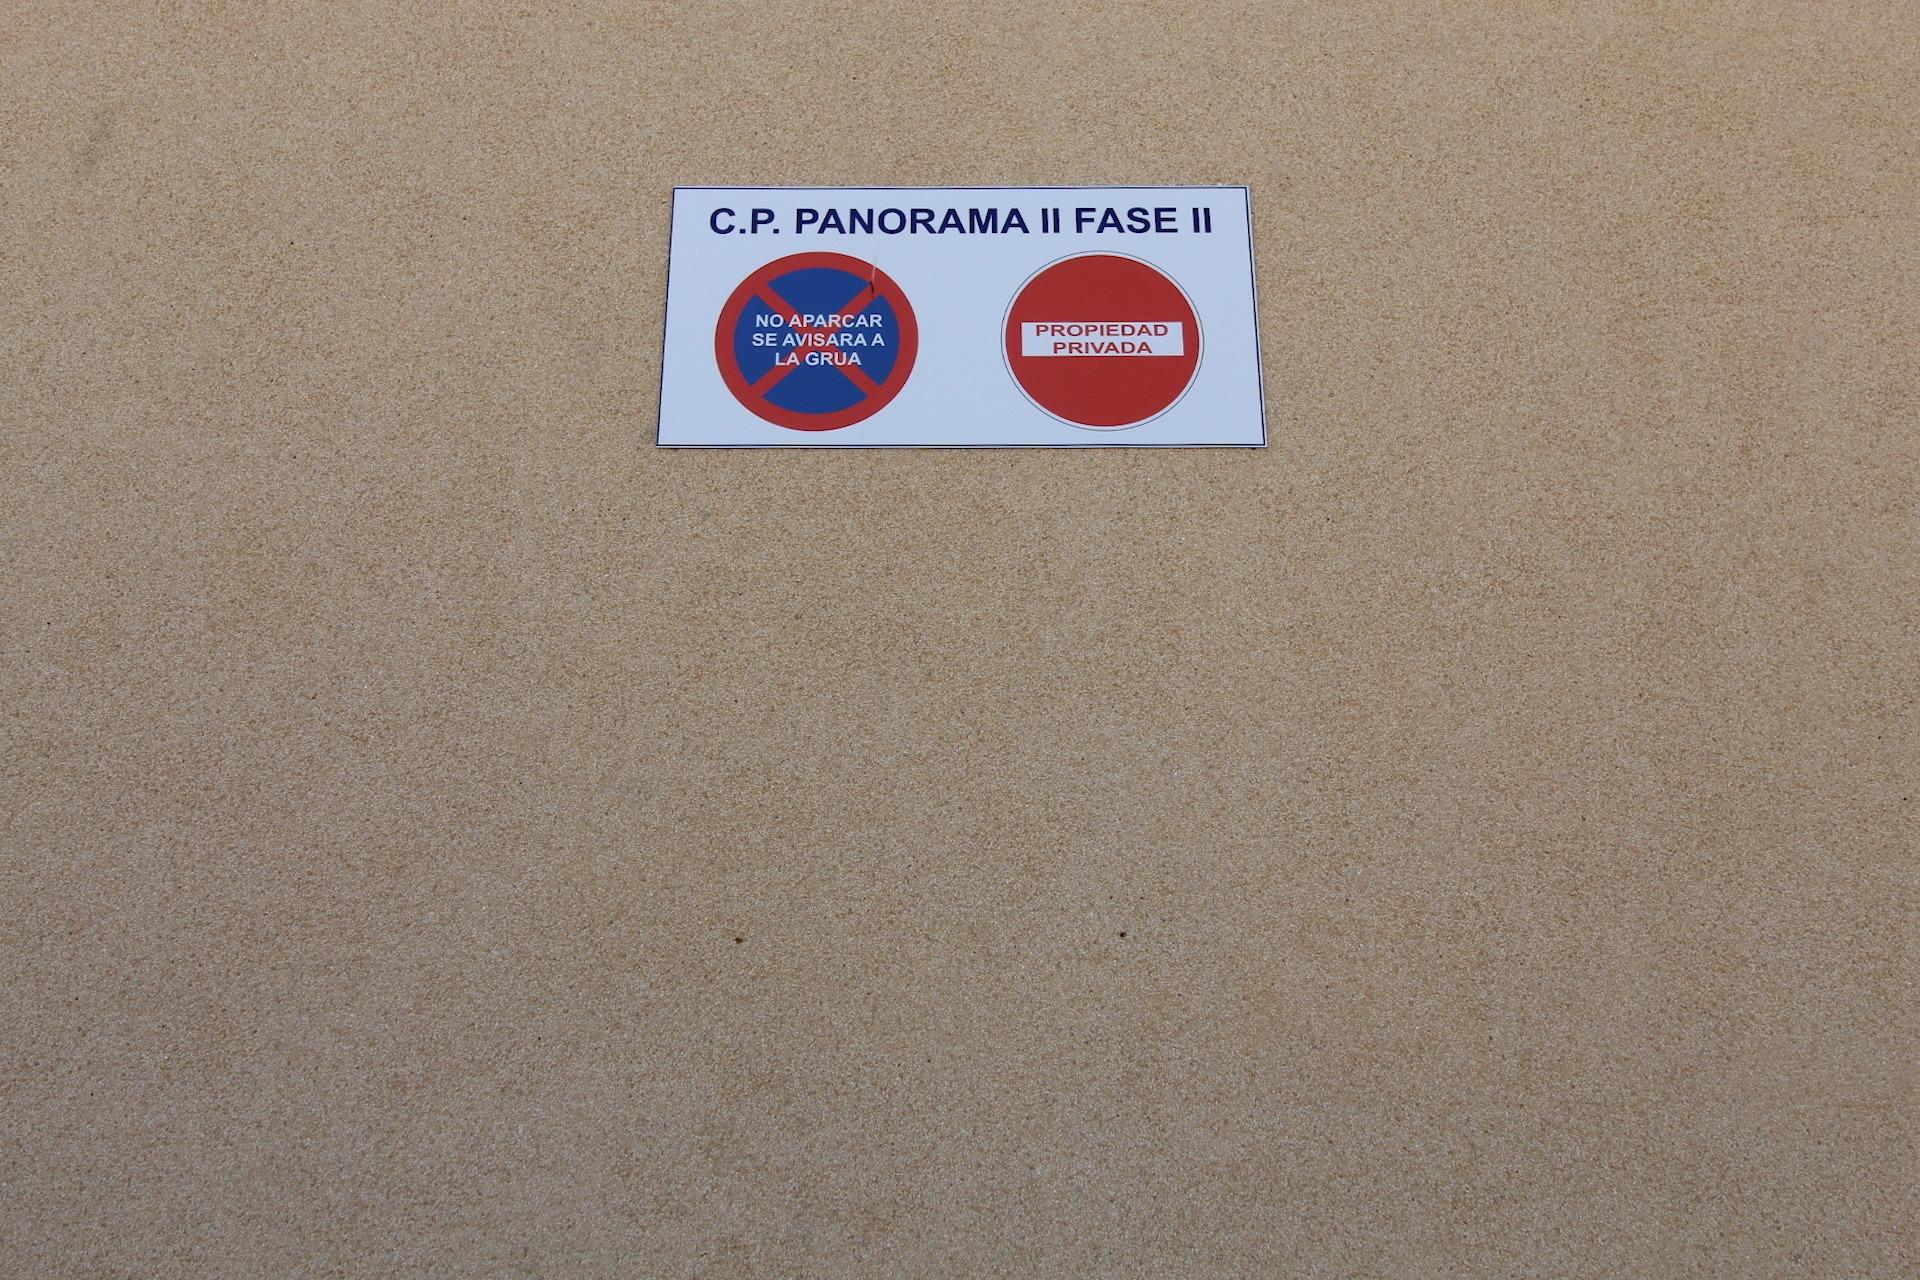 C.P. PANORAMA II FASE II
NO APARCAR
SE AVISARA A
LA GRUA
PROPIEDAD
PRIVADA